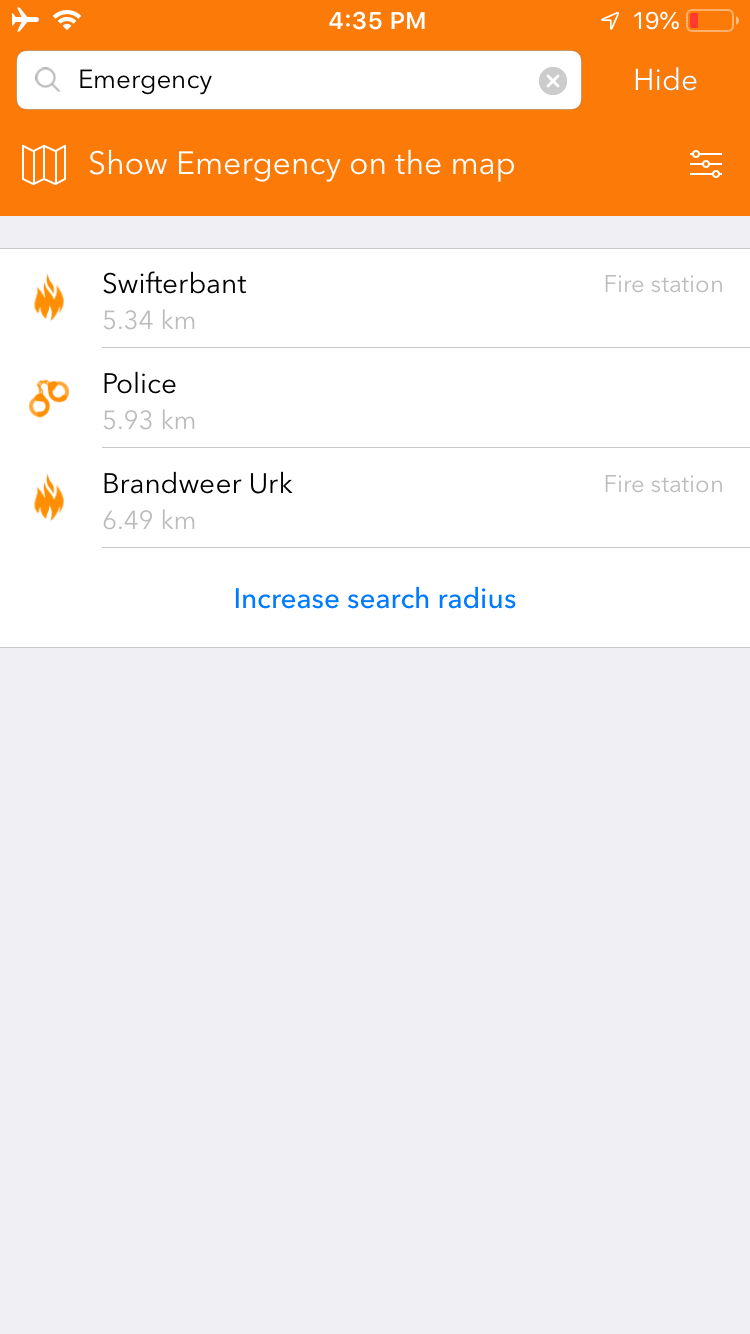 4:35 PM
19%
Emergency
Hide
Show Emergency on the map
Swifterbant
Fire station
5.34 km
Police
5.93 km
Brandweer Urk
Fire station
6.49 km
Increase search radius